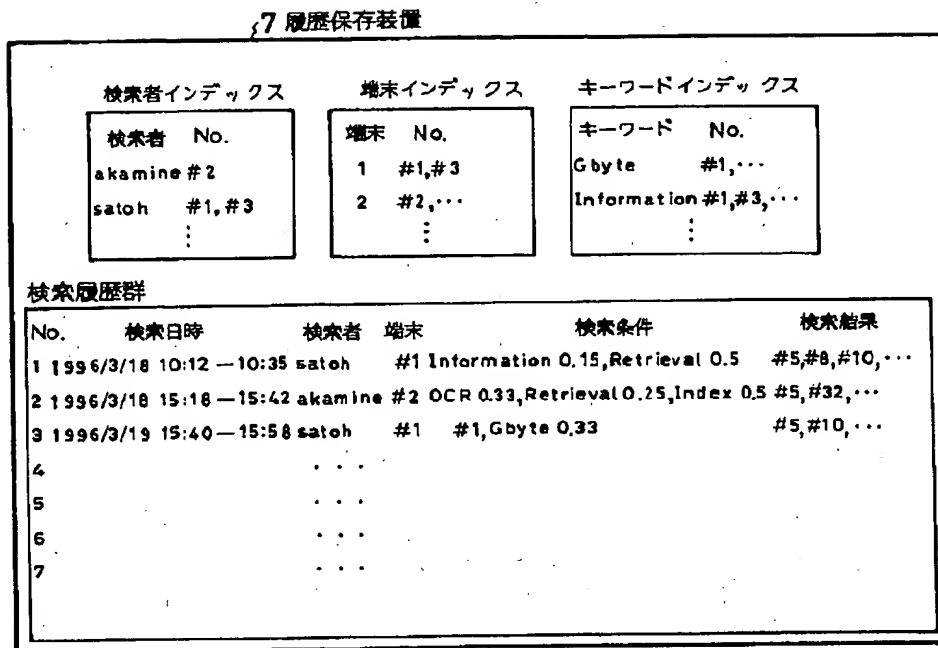 7 履歴保存装置
検索者インデックス 端末インデックス キーワードインデックス
検索者 No. 端末 No. キーワード No.
akamine #2 1 #1,#3 Gbyte #1,···
satoh #1,#3 2 #2,··· Information #1,#3,···
検索履歴群
No. 検索日時 検索者 端末 検索条件 検索結果
1 1996/3/18 10:12—10:35 satoh #1 Information 0.15,Retrieval 0.5 #5,#8,#10,···
2 1996/3/18 15:18—15:42 akamine #2 OCR 0.33,Retrieval 0.25,Index 0.5 #5,#32,···
3 1996/3/19 15:40—15:58 satoh #1 #1,Gbyte 0.33 #5,#10,···
4 ···
5 ···
6 ···
7 ···